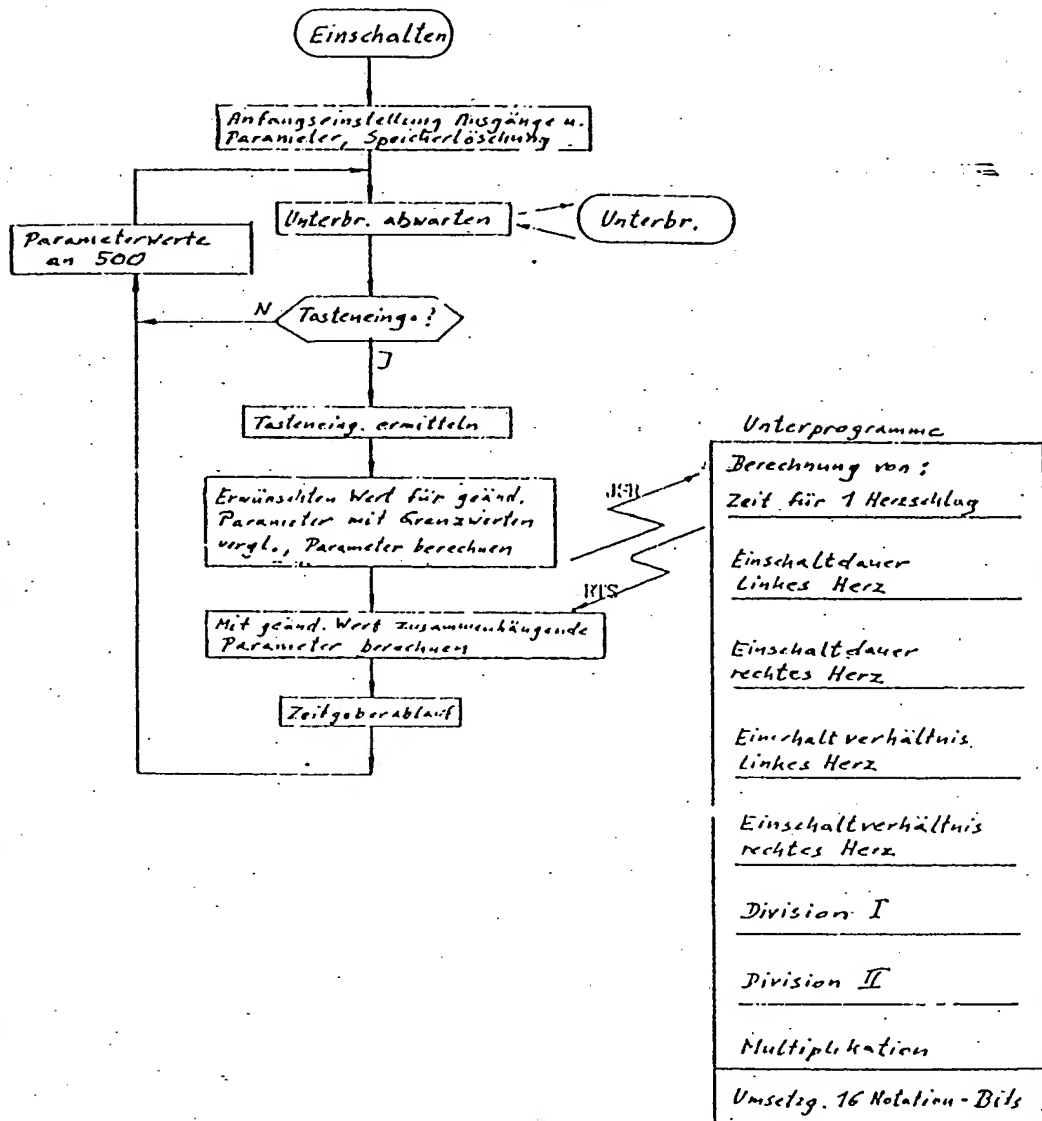 Einschalten
Anfangseinstellung Ausgänge u.
Parameter, Speicherlöschung
Unterbr. abwarten
Unterbr.
Parameterwerte
an 500
N
Tasteneing.?
J
Tasteneing. ermitteln
Erwünschten Wert für geänd.
Parameter mit Grenzwerten
vergl., Parameter berechnen
JSR
RTS
Mit geänd. Wert zusammenhängende
Parameter berechnen
Zeitgeberablauf
Unterprogramme
Berechnung von:
Zeit für 1 Herzschlag
Einschaltdauer
Linkes Herz
Einschaltdauer
rechtes Herz
Einschaltverhältnis
Linkes Herz
Einschaltverhältnis
rechtes Herz
Division I
Division II
Multiplikation
Umsetzg. 16 Notation-Bits